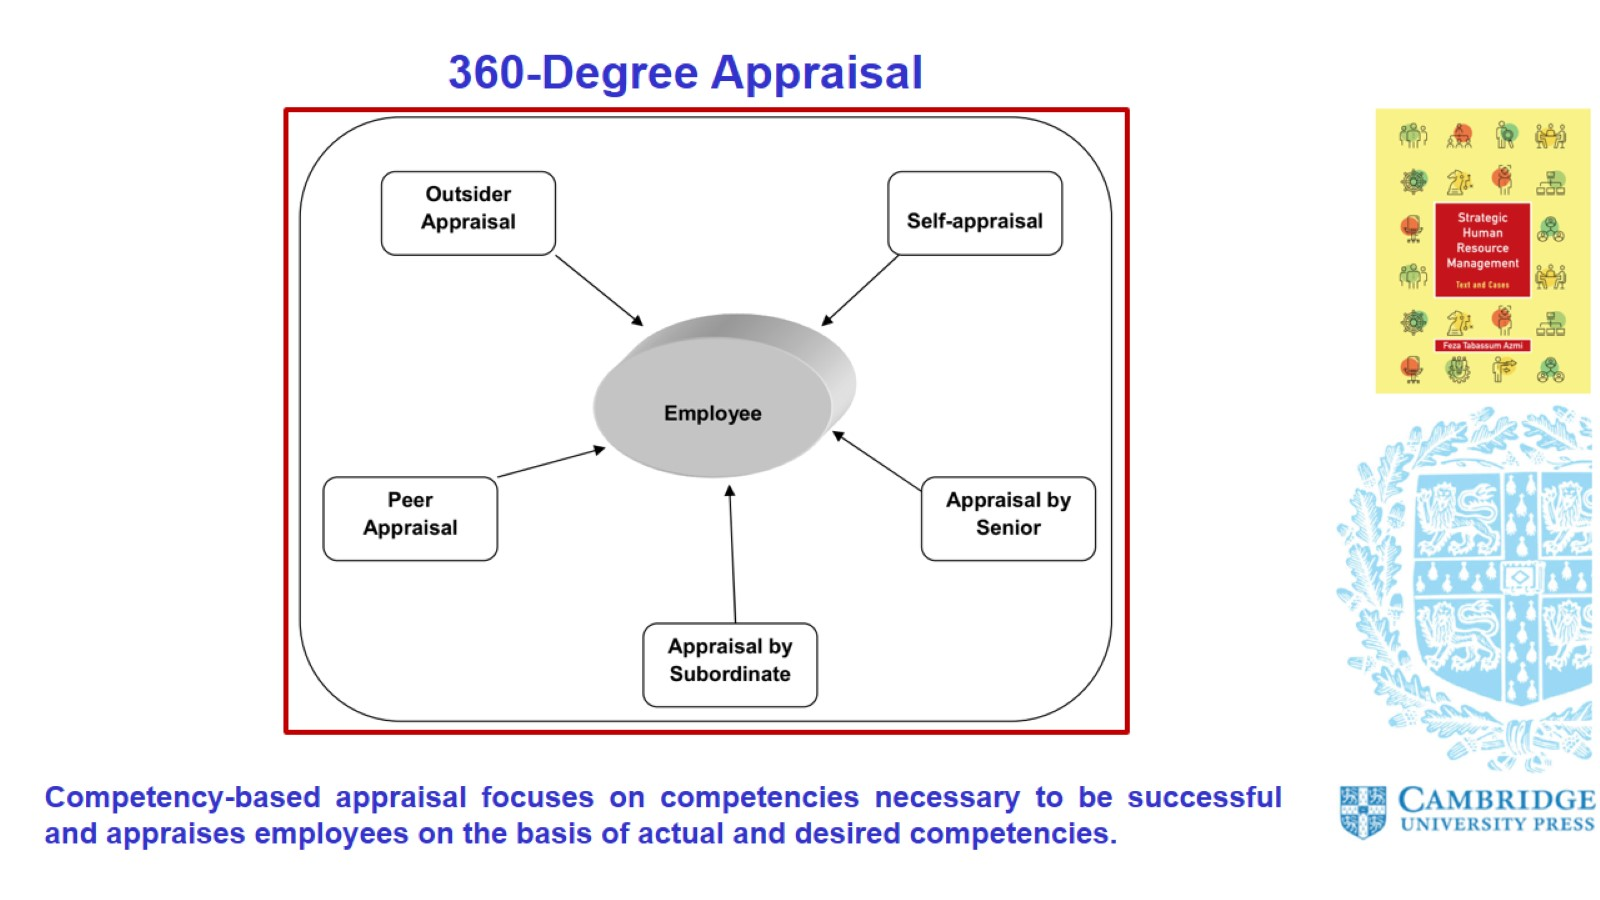 360-Degree Appraisal
Outsider
Appraisal
Self-appraisal
Employee
Peer
Appraisal
Appraisal by
Senior
Appraisal by
Subordinate
Competency-based appraisal focuses on competencies necessary to be successful
and appraises employees on the basis of actual and desired competencies.
Strategic
Human
Resource
Management
Text and Cases
Feza Tabassum Azmi
CAMBRIDGE
UNIVERSITY PRESS